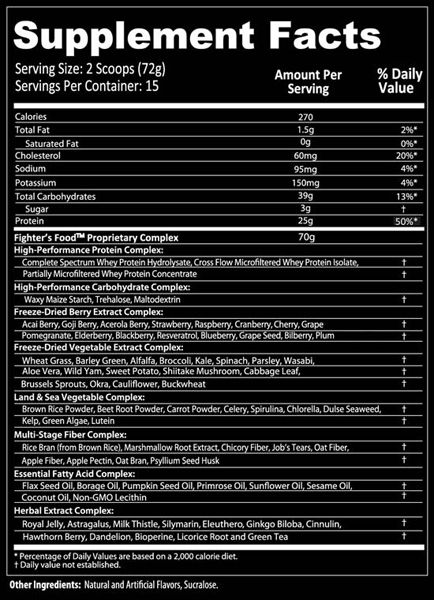 Supplement Facts
Serving Size: 2 Scoops (72g)
Servings Per Container: 15
Amount Per Serving % Daily Value
Calories 270
Total Fat 1.5g 2%*
Saturated Fat 0g 0%*
Cholesterol 60mg 20%*
Sodium 95mg 4%*
Potassium 150mg 4%*
Total Carbohydrates 39g 13%*
Sugar 3g †
Protein 25g 50%*
Fighter's Food™ Proprietary Complex 70g
High-Performance Protein Complex:
Complete Spectrum Whey Protein Hydrolysate, Cross Flow Microfiltered Whey Protein Isolate, †
Partially Microfiltered Whey Protein Concentrate †
High-Performance Carbohydrate Complex:
Waxy Maize Starch, Trehalose, Maltodextrin †
Freeze-Dried Berry Extract Complex:
Acai Berry, Goji Berry, Acerola Berry, Strawberry, Raspberry, Cranberry, Cherry, Grape †
Pomegranate, Elderberry, Blackberry, Resveratrol, Blueberry, Grape Seed, Bilberry, Plum †
Freeze-Dried Vegetable Extract Complex:
Wheat Grass, Barley Green, Alfalfa, Broccoli, Kale, Spinach, Parsley, Wasabi, †
Aloe Vera, Wild Yam, Sweet Potato, Shiitake Mushroom, Cabbage Leaf, †
Brussels Sprouts, Okra, Cauliflower, Buckwheat †
Land & Sea Vegetable Complex:
Brown Rice Powder, Beet Root Powder, Carrot Powder, Celery, Spirulina, Chlorella, Dulse Seaweed, †
Kelp, Green Algae, Lutein †
Multi-Stage Fiber Complex:
Rice Bran (from Brown Rice), Marshmallow Root Extract, Chicory Fiber, Job's Tears, Oat Fiber, †
Apple Fiber, Apple Pectin, Oat Bran, Psyllium Seed Husk †
Essential Fatty Acid Complex:
Flax Seed Oil, Borage Oil, Pumpkin Seed Oil, Primrose Oil, Sunflower Oil, Sesame Oil, †
Coconut Oil, Non-GMO Lecithin †
Herbal Extract Complex:
Royal Jelly, Astragalus, Milk Thistle, Silymarin, Eleuthero, Ginkgo Biloba, Cinnulin, †
Hawthorn Berry, Dandelion, Bioperine, Licorice Root and Green Tea †
* Percentage of Daily Values are based on a 2,000 calorie diet.
† Daily value not established.
Other Ingredients: Natural and Artificial Flavors, Sucralose.